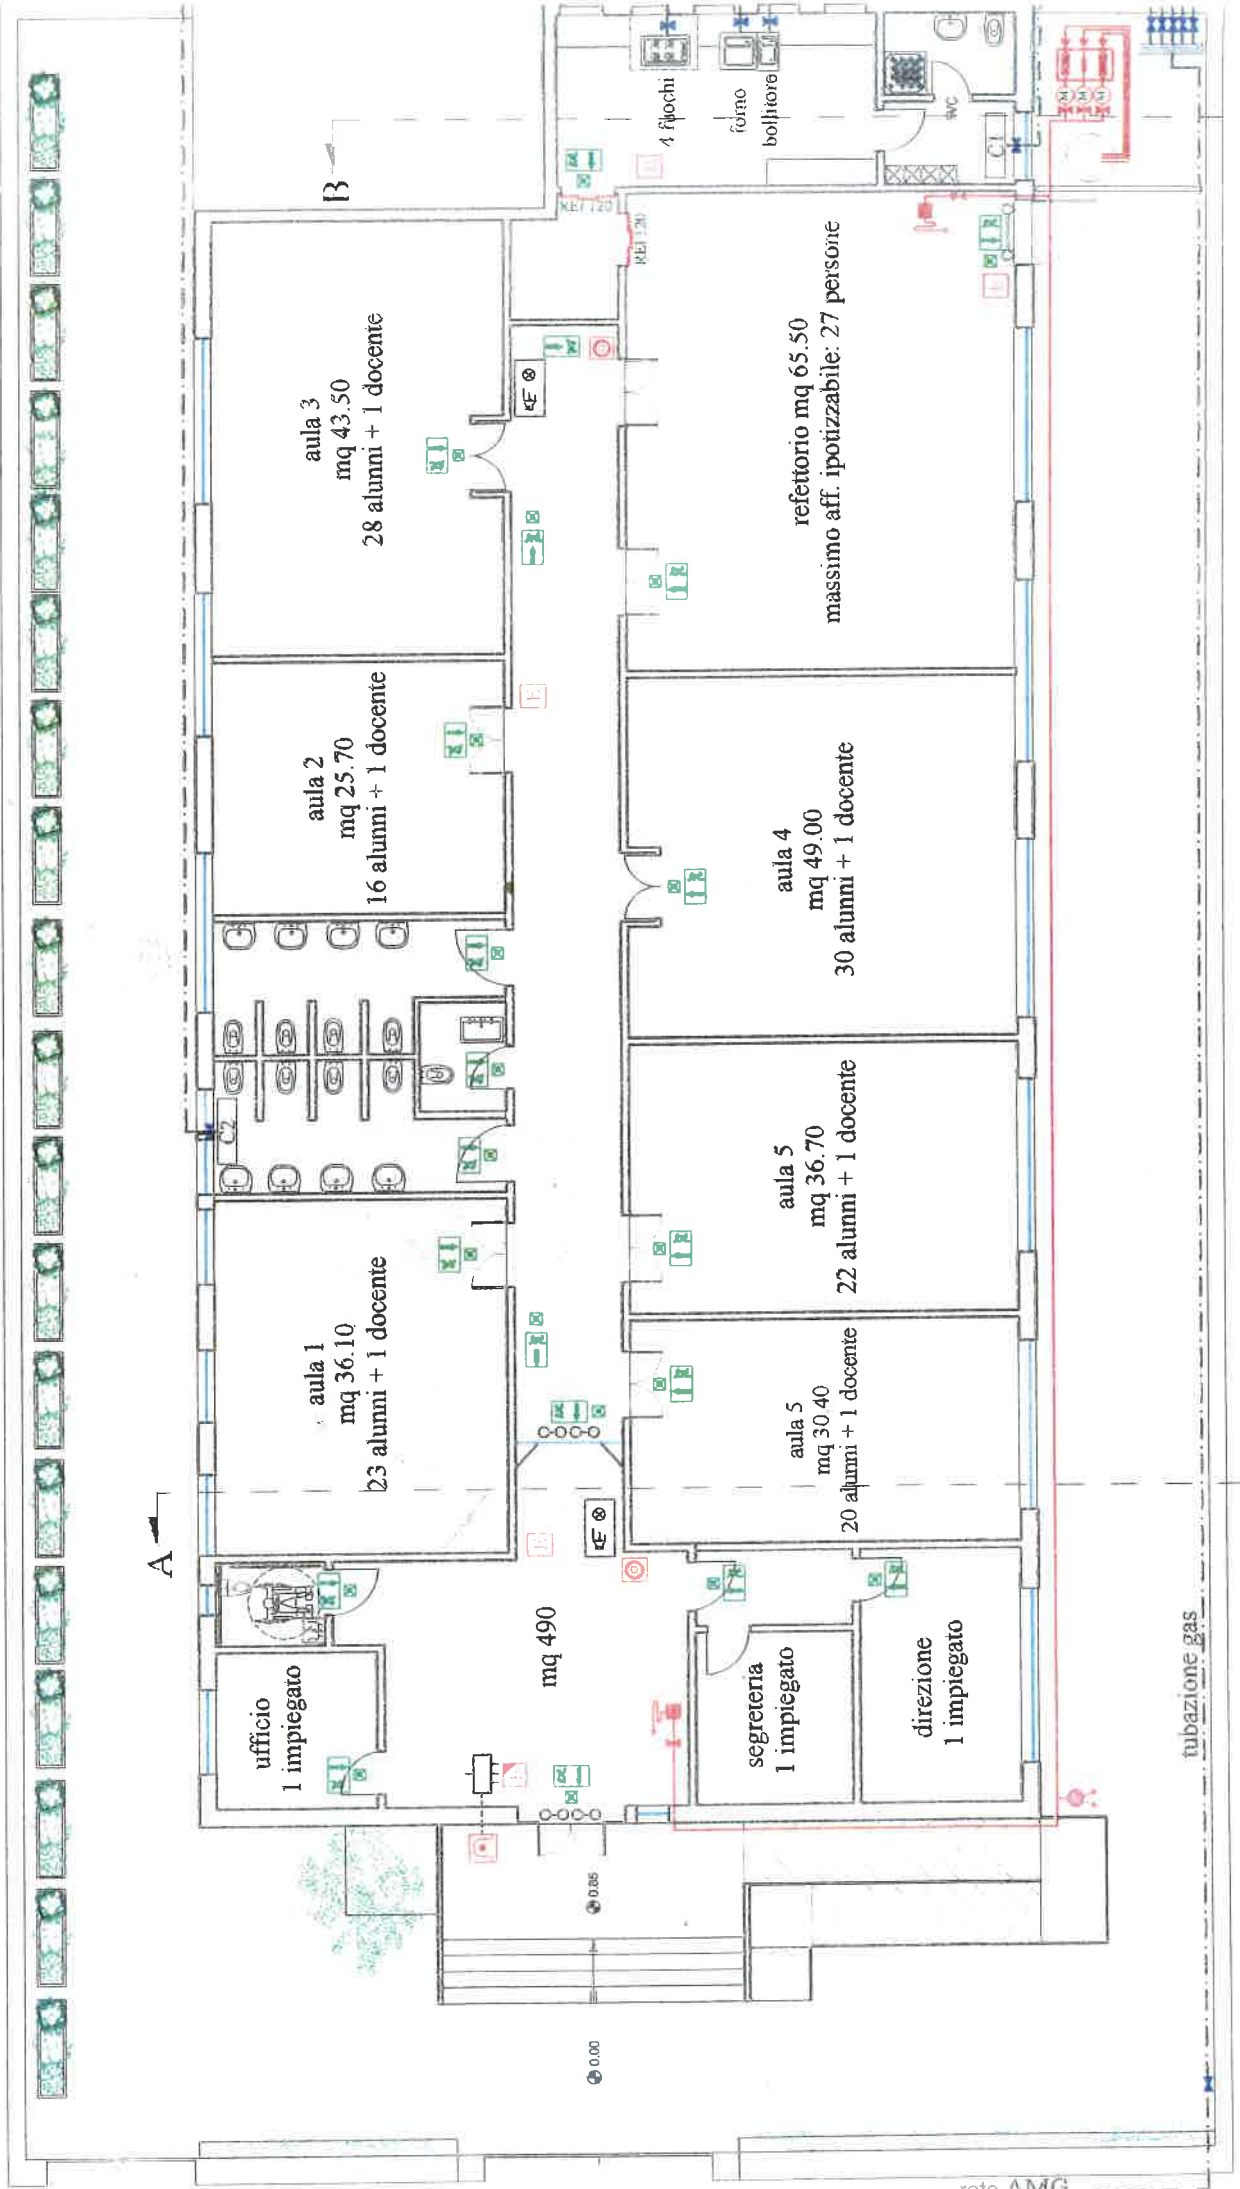 B
A
aula 3
mq 43.50
28 alunni + 1 docente
aula 2
mq 25.70
16 alunni + 1 docente
aula 1
mq 36.10
23 alunni + 1 docente
C2
ufficio
1 impiegato
mq 490
E
E
E
4 fuochi
forno
bollitore
WC
C1
REI 120
REI 120
refettorio mq 65.50
massimo aff. ipotizzabile: 27 persone
aula 4
mq 49.00
30 alunni + 1 docente
aula 5
mq 36.70
22 alunni + 1 docente
aula 5
mq 30.40
20 alunni + 1 docente
segreteria
1 impiegato
direzione
1 impiegato
M
M
M
0.86
0.00
tubazione gas
rete AMG